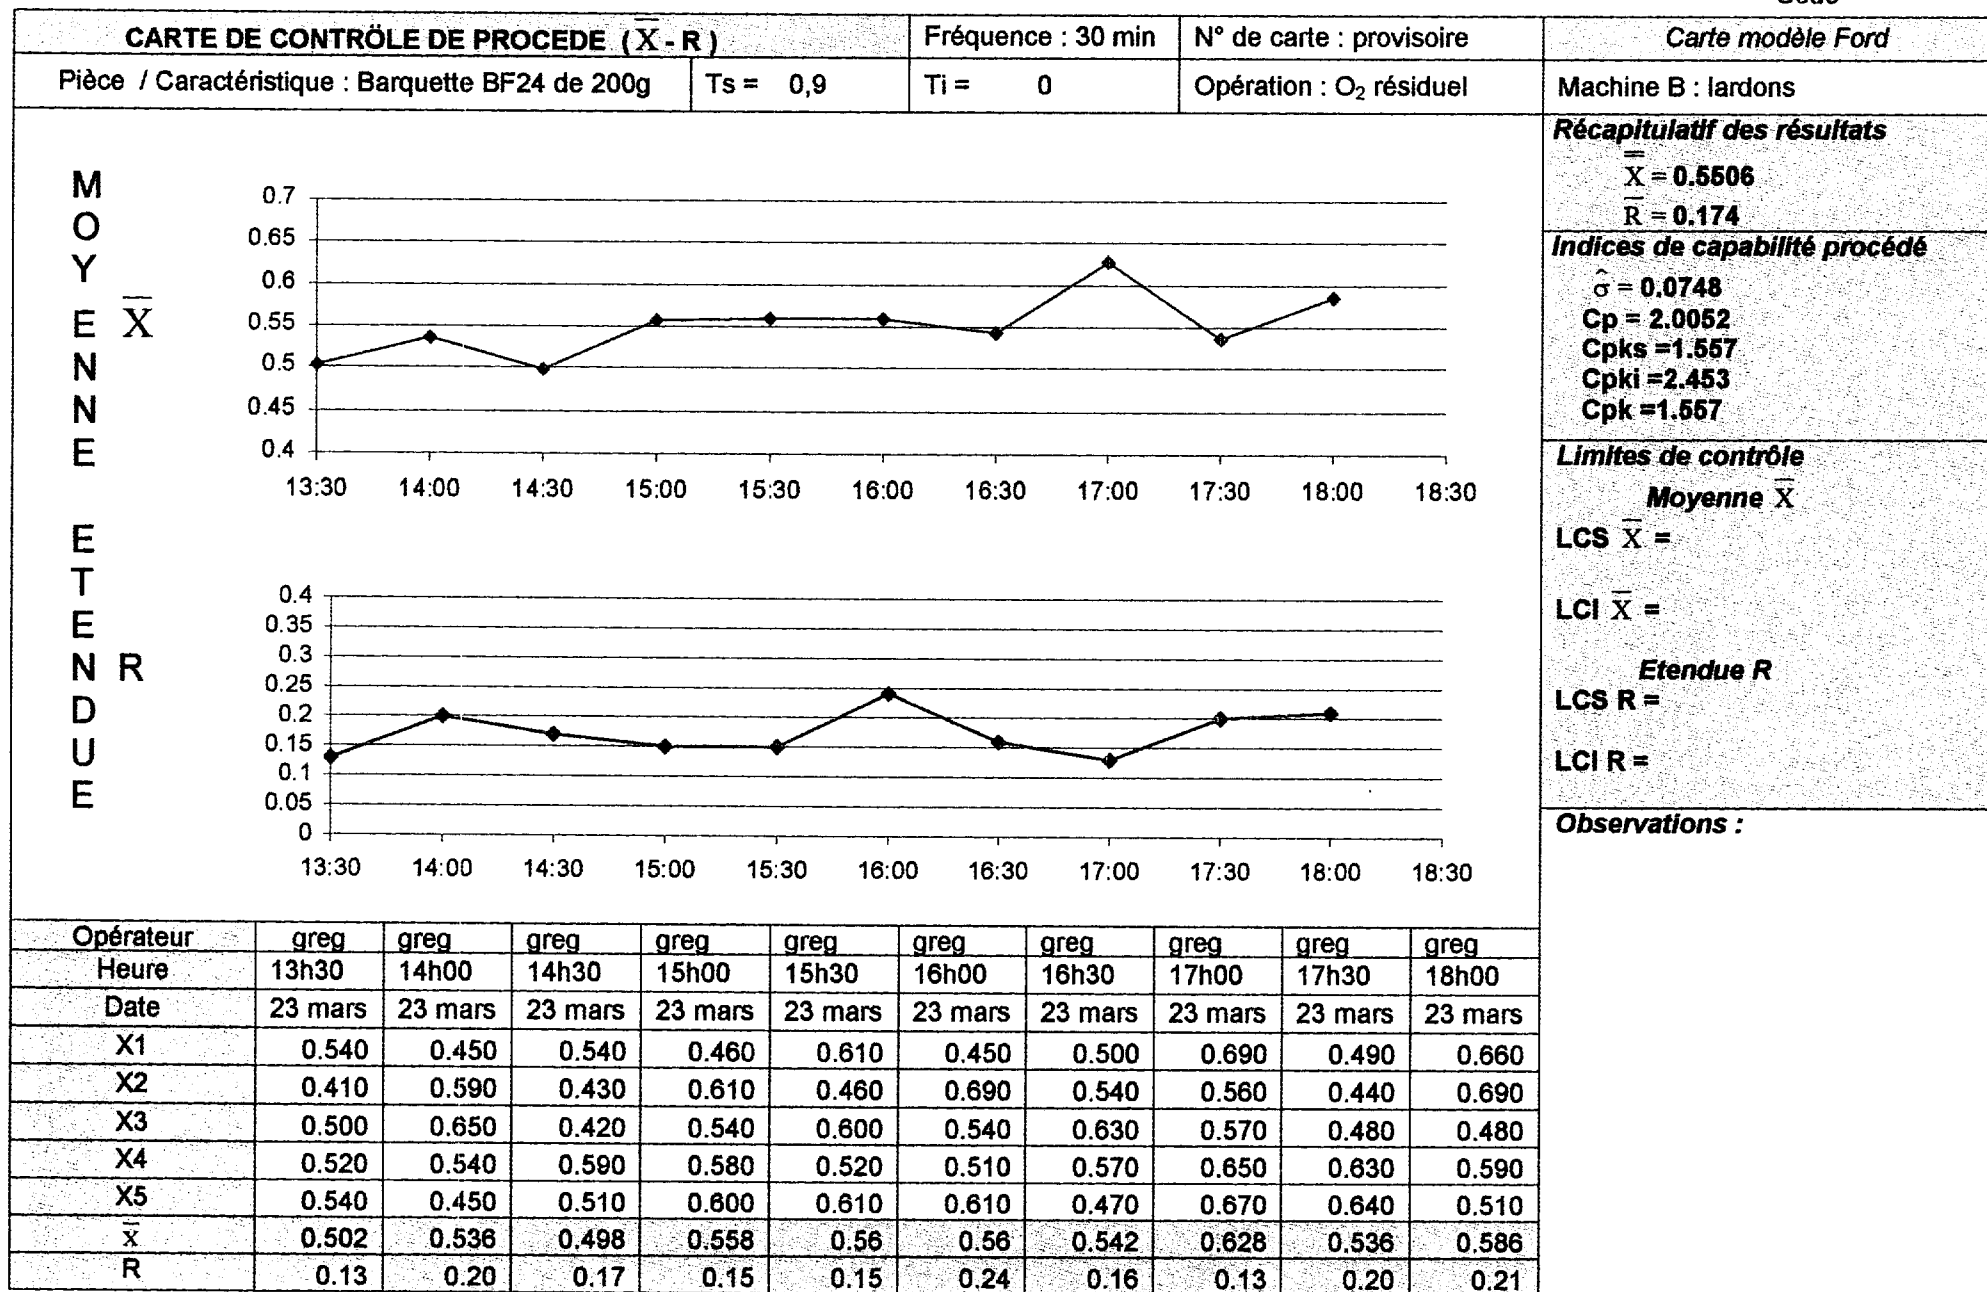 CARTE DE CONTRÖLE DE PROCEDE ( X̄ - R )
Fréquence : 30 min
N° de carte : provisoire
Carte modèle Ford
Pièce / Caractéristique : Barquette BF24 de 200g
Ts = 0,9
Ti = 0
Opération : O₂ résiduel
Machine B : lardons
MOYENNE X̄
0.7
0.65
0.6
0.55
0.5
0.45
0.4
13:30 14:00 14:30 15:00 15:30 16:00 16:30 17:00 17:30 18:00 18:30
ETENDUE R
0.4
0.35
0.3
0.25
0.2
0.15
0.1
0.05
0
13:30 14:00 14:30 15:00 15:30 16:00 16:30 17:00 17:30 18:00 18:30
Récapitulatif des résultats
X̿ = 0.5506
R̄ = 0.174
Indices de capabilité procédé
σ̂ = 0.0748
Cp = 2.0052
Cpks =1.557
Cpki =2.453
Cpk =1.557
Limites de contrôle
Moyenne X̄
LCS X̄ =
LCI X̄ =
Etendue R
LCS R =
LCI R =
Observations :
Opérateur greg greg greg greg greg greg greg greg greg greg
Heure 13h30 14h00 14h30 15h00 15h30 16h00 16h30 17h00 17h30 18h00
Date 23 mars 23 mars 23 mars 23 mars 23 mars 23 mars 23 mars 23 mars 23 mars 23 mars
X1 0.540 0.450 0.540 0.460 0.610 0.450 0.500 0.690 0.490 0.660
X2 0.410 0.590 0.430 0.610 0.460 0.690 0.540 0.560 0.440 0.690
X3 0.500 0.650 0.420 0.540 0.600 0.540 0.630 0.570 0.480 0.480
X4 0.520 0.540 0.590 0.580 0.520 0.510 0.570 0.650 0.630 0.590
X5 0.540 0.450 0.510 0.600 0.610 0.610 0.470 0.670 0.640 0.510
x̄ 0.502 0.536 0.498 0.558 0.56 0.56 0.542 0.628 0.536 0.586
R 0.13 0.20 0.17 0.15 0.15 0.24 0.16 0.13 0.20 0.21